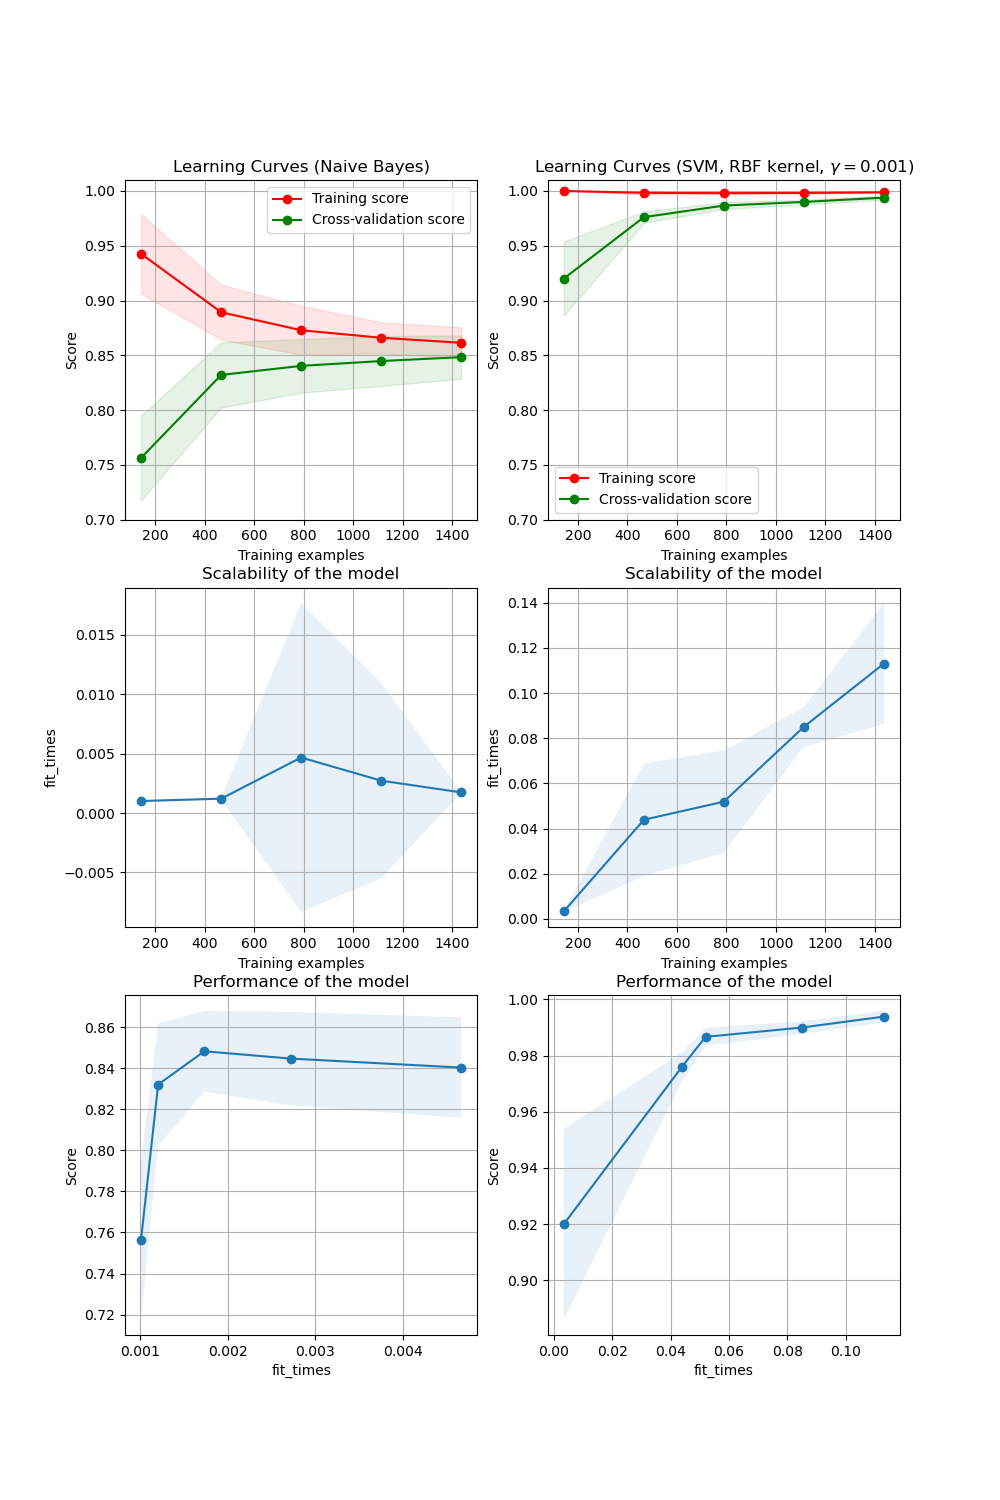 Learning Curves (Naive Bayes)
1.00
0.95
0.90
0.85
0.80
0.75
0.70
Score
Training score
Cross-validation score
200 400 600 800 1000 1200 1400
Training examples
Learning Curves (SVM, RBF kernel, γ = 0.001)
1.00
0.95
0.90
0.85
0.80
0.75
0.70
Score
Training score
Cross-validation score
200 400 600 800 1000 1200 1400
Training examples
Scalability of the model
0.015
0.010
0.005
0.000
−0.005
fit_times
200 400 600 800 1000 1200 1400
Training examples
Scalability of the model
0.14
0.12
0.10
0.08
0.06
0.04
0.02
0.00
fit_times
200 400 600 800 1000 1200 1400
Training examples
Performance of the model
0.86
0.84
0.82
0.80
0.78
0.76
0.74
0.72
Score
0.001 0.002 0.003 0.004
fit_times
Performance of the model
1.00
0.98
0.96
0.94
0.92
0.90
Score
0.00 0.02 0.04 0.06 0.08 0.10
fit_times